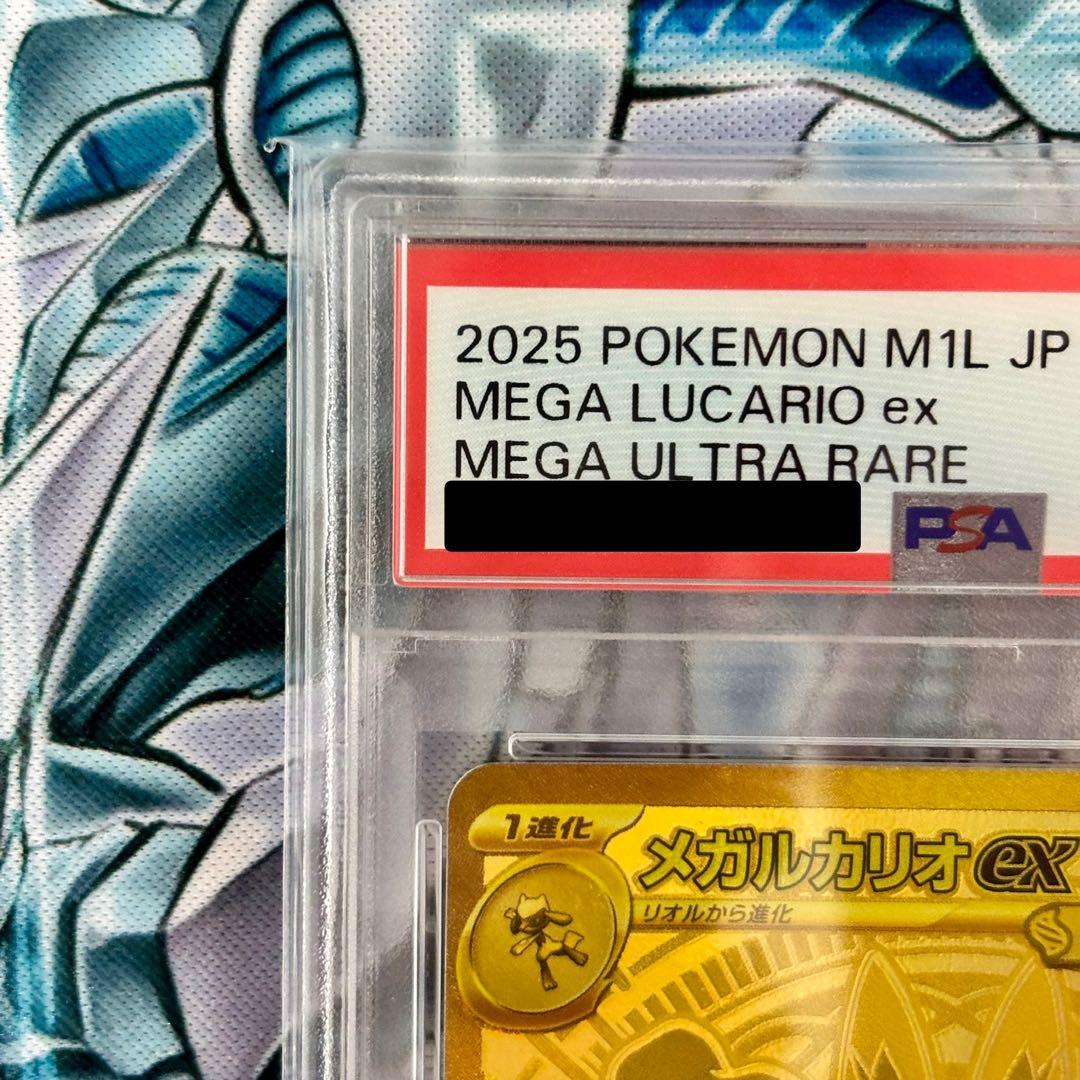 2025 POKEMON M1L JP
MEGA LUCARIO ex
MEGA ULTRA RARE
PSA
1進化
メガルカリオex
リオルから進化